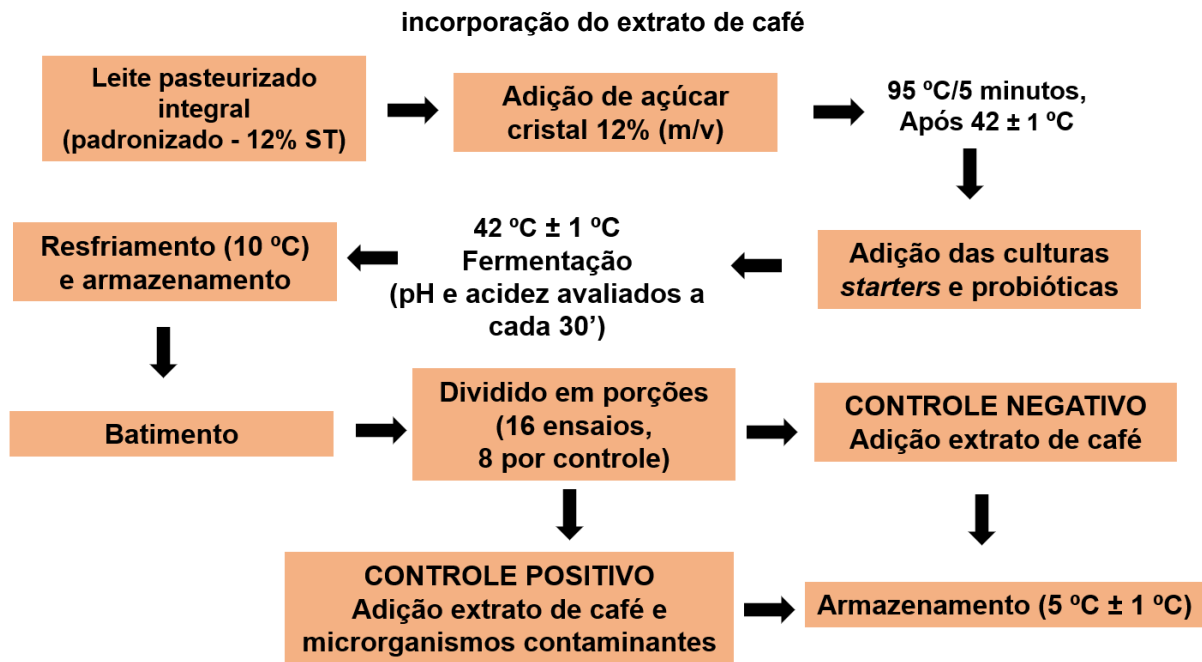 incorporação do extrato de café
Leite pasteurizado
integral
(padronizado - 12% ST)
Adição de açúcar
cristal 12% (m/v)
95 ºC/5 minutos,
Após 42 ± 1 ºC
Adição das culturas
starters e probióticas
42 ºC ± 1 ºC
Fermentação
(pH e acidez avaliados a
cada 30’)
Resfriamento (10 ºC)
e armazenamento
Batimento
Dividido em porções
(16 ensaios,
8 por controle)
CONTROLE NEGATIVO
Adição extrato de café
CONTROLE POSITIVO
Adição extrato de café e
microrganismos contaminantes
Armazenamento (5 ºC ± 1 ºC)